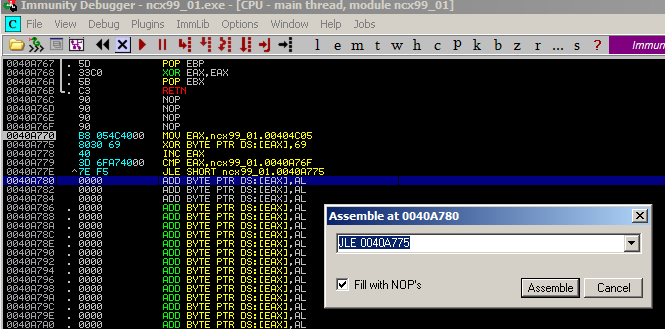 Immunity Debugger - ncx99_01.exe - [CPU - main thread, module ncx99_01]
C File View Debug Plugins ImmLib Options Window Help Jobs
l e m t w h c p k b z r ... s ? Immun
0040A767 . 5D POP EBP
0040A768 . 33C0 XOR EAX,EAX
0040A76A . 5B POP EBX
0040A76B . C3 RETN
0040A76C 90 NOP
0040A76D 90 NOP
0040A76E 90 NOP
0040A76F 90 NOP
0040A770 B8 054C4000 MOV EAX,ncx99_01.00404C05
0040A775 8030 69 XOR BYTE PTR DS:[EAX],69
0040A778 40 INC EAX
0040A779 3D 6FA74000 CMP EAX,ncx99_01.0040A76F
0040A77E ^7E F5 JLE SHORT ncx99_01.0040A775
0040A780 0000 ADD BYTE PTR DS:[EAX],AL
0040A782 0000 ADD BYTE PTR DS:[EAX],AL
0040A784 0000 ADD BYTE PTR DS:[EAX],AL
0040A786 . 0000 ADD BYTE PTR DS:[EAX],AL
0040A788 . 0000 ADD BYTE PTR DS:[EAX],AL
0040A78A . 0000 ADD BYTE PTR DS:[EAX],AL
0040A78C . 0000 ADD BYTE PTR DS:[EAX],AL
0040A78E . 0000 ADD BYTE PTR DS:[EAX],AL
0040A790 . 0000 ADD BYTE PTR DS:[EAX],AL
0040A792 . 0000 ADD BYTE PTR DS:[EAX],AL
0040A794 . 0000 ADD BYTE PTR DS:[EAX],AL
0040A796 . 0000 ADD BYTE PTR DS:[EAX],AL
0040A798 . 0000 ADD BYTE PTR DS:[EAX],AL
0040A79A . 0000 ADD BYTE PTR DS:[EAX],AL
0040A79C . 0000 ADD BYTE PTR DS:[EAX],AL
0040A79E . 0000 ADD BYTE PTR DS:[EAX],AL
0040A7A0 . 0000 ADD BYTE PTR DS:[EAX],AL
Assemble at 0040A780
JLE 0040A775
Fill with NOP's
Assemble
Cancel